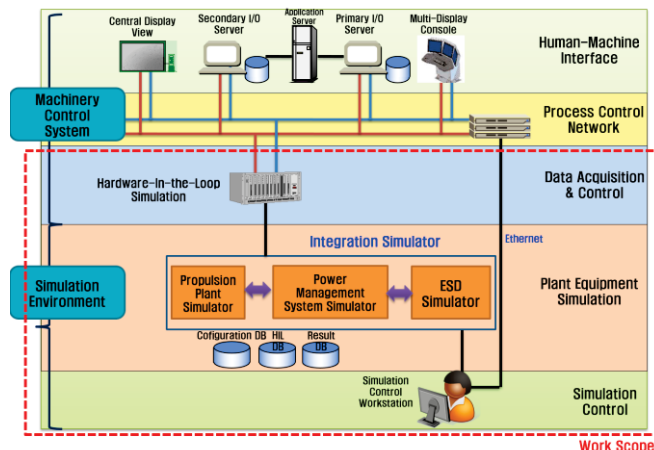 Central Display
View
Secondary I/O
Server
Application
Server
Primary I/O
Server
Multi-Display
Console
Human-Machine
Interface
Machinery
Control
System
Process Control
Network
Hardware-In-the-Loop
Simulation
Data Acquisition
& Control
Integration Simulator
Ethernet
Simulation
Environment
Propulsion
Plant
Simulator
Power
Management
System Simulator
ESD
Simulator
Plant Equipment
Simulation
Cofiguration DB
HIL
DB
Result
DB
Simulation
Control
Workstation
Simulation
Control
Work Scope